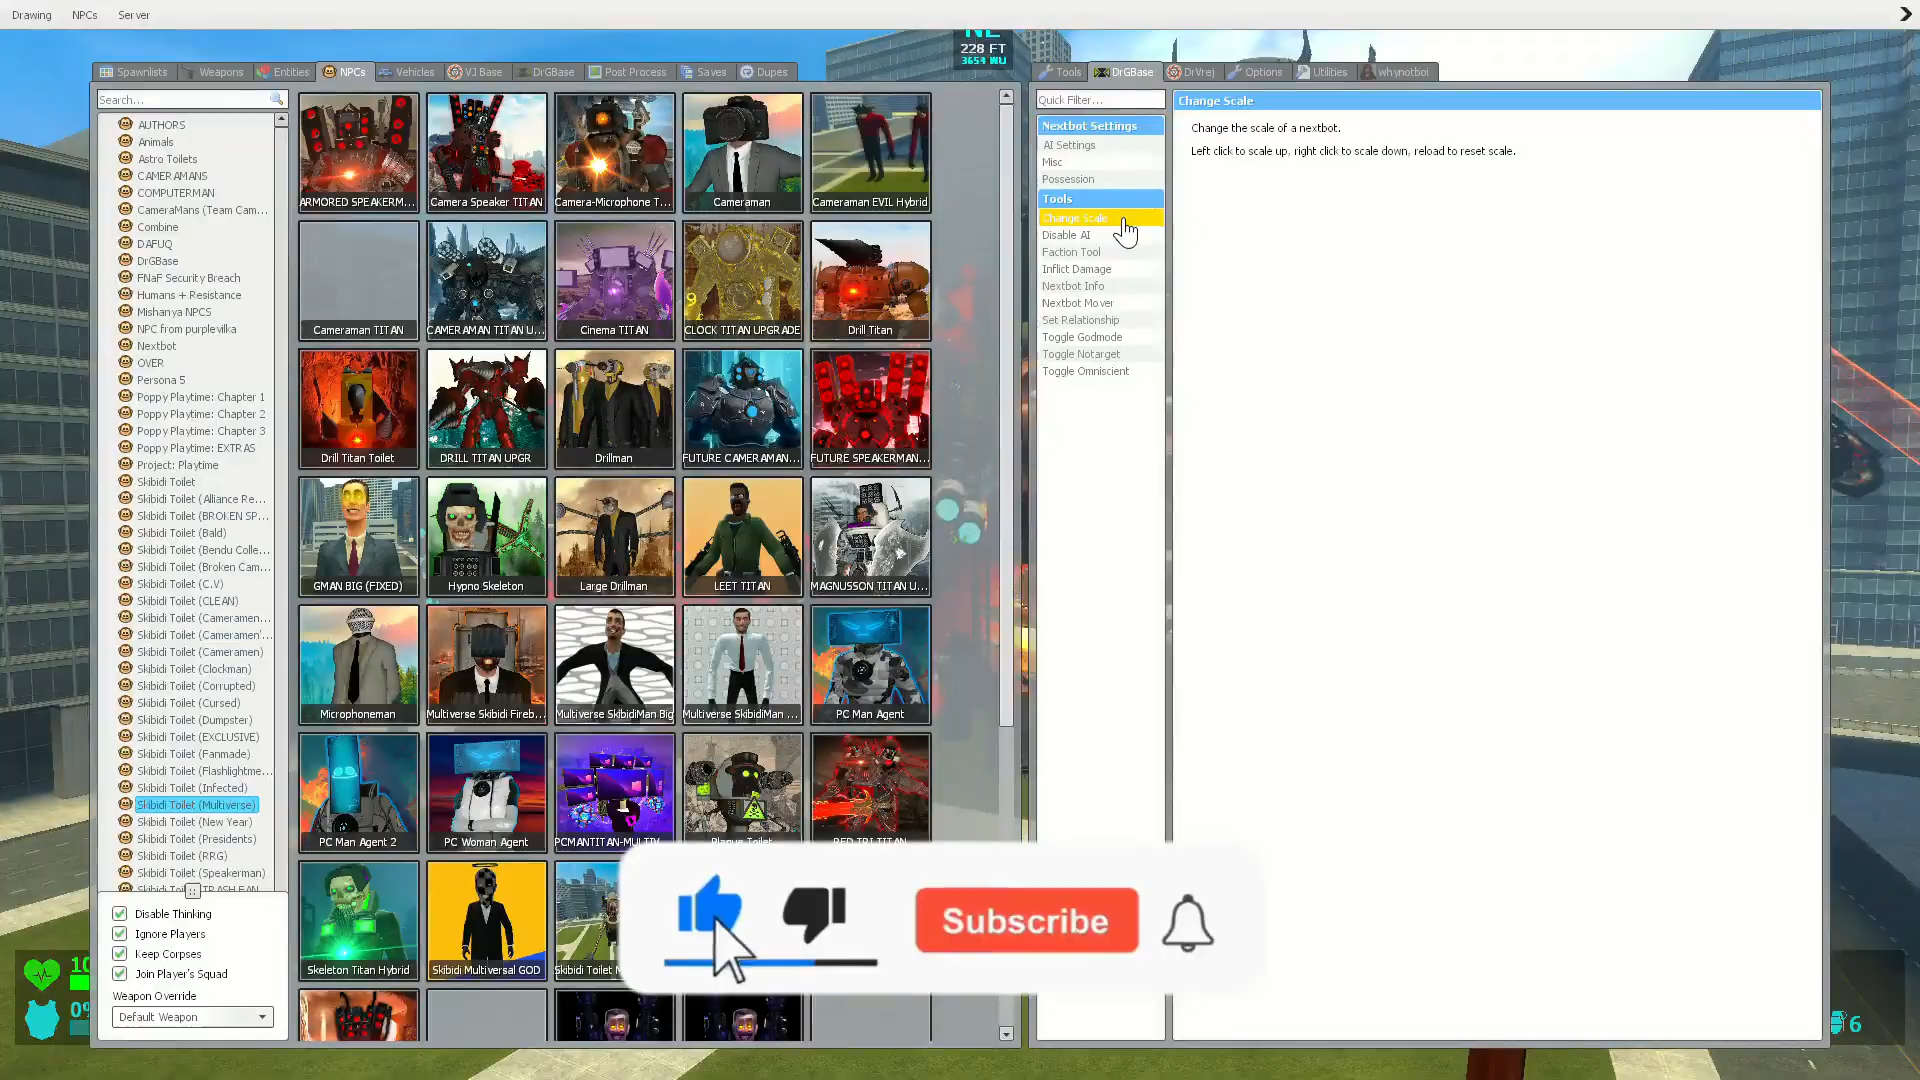 Drawing NPCs Server
NE
228 FT
3654 WU
Spawnlists Weapons Entities NPCs Vehicles VJ Base DrGBase Post Process Saves Dupes
Tools DrGBase DrVrej Options Utilities whynotboi
Search...
AUTHORS
Animals
Astro Toilets
CAMERAMANS
COMPUTERMAN
CameraMans (Team Cam...
Combine
DAFUQ
DrGBase
FNaF Security Breach
Humans + Resistance
Mishanya NPCS
NPC from purplevilka
Nextbot
OVER
Persona 5
Poppy Playtime: Chapter 1
Poppy Playtime: Chapter 2
Poppy Playtime: Chapter 3
Poppy Playtime: EXTRAS
Project: Playtime
Skibidi Toilet
Skibidi Toilet (Alliance Re...
Skibidi Toilet (BROKEN SP...
Skibidi Toilet (Bald)
Skibidi Toilet (Bendu Colle...
Skibidi Toilet (Broken Cam...
Skibidi Toilet (C.V)
Skibidi Toilet (CLEAN)
Skibidi Toilet (Cameramen...
Skibidi Toilet (Cameramen'...
Skibidi Toilet (Cameramen)
Skibidi Toilet (Clockman)
Skibidi Toilet (Corrupted)
Skibidi Toilet (Cursed)
Skibidi Toilet (Dumpster)
Skibidi Toilet (EXCLUSIVE)
Skibidi Toilet (Fanmade)
Skibidi Toilet (Flashlightme...
Skibidi Toilet (Infected)
Skibidi Toilet (Multiverse)
Skibidi Toilet (New Year)
Skibidi Toilet (Presidents)
Skibidi Toilet (RRG)
Skibidi Toilet (Speakerman)
Disable Thinking
Ignore Players
Keep Corpses
Join Player's Squad
Weapon Override
Default Weapon
ARMORED SPEAKERM... Camera Speaker TITAN Camera-Microphone T... Cameraman Cameraman EVIL Hybrid
Cameraman TITAN CAMERAMAN TITAN U... Cinema TITAN CLOCK TITAN UPGRADE Drill Titan
Drill Titan Toilet DRILL TITAN UPGR Drillman FUTURE CAMERAMAN... FUTURE SPEAKERMAN...
GMAN BIG (FIXED) Hypno Skeleton Large Drillman LEET TITAN MAGNUSSON TITAN U...
Microphoneman Multiverse Skibidi Fireb... Multiverse SkibidiMan Big Multiverse SkibidiMan ... PC Man Agent
PC Man Agent 2 PC Woman Agent PCMANTITAN-MULTIV... Plague Toilet RED TRI TITAN
Skeleton Titan Hybrid Skibidi Multiversal GOD Skibidi Toilet
Quick Filter...
Nextbot Settings
AI Settings
Misc
Possession
Tools
Change Scale
Disable AI
Faction Tool
Inflict Damage
Nextbot Info
Nextbot Mover
Set Relationship
Toggle Godmode
Toggle Notarget
Toggle Omniscient
Change Scale
Change the scale of a nextbot.
Left click to scale up, right click to scale down, reload to reset scale.
Subscribe
6